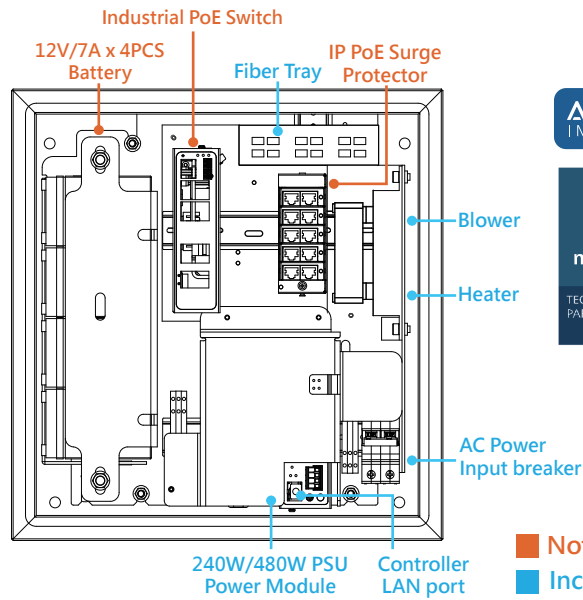 Industrial PoE Switch
12V/7A x 4PCS
Battery
Fiber Tray
IP PoE Surge
Protector
Blower
Heater
AC Power
Input breaker
240W/480W PSU
Power Module
Controller
LAN port